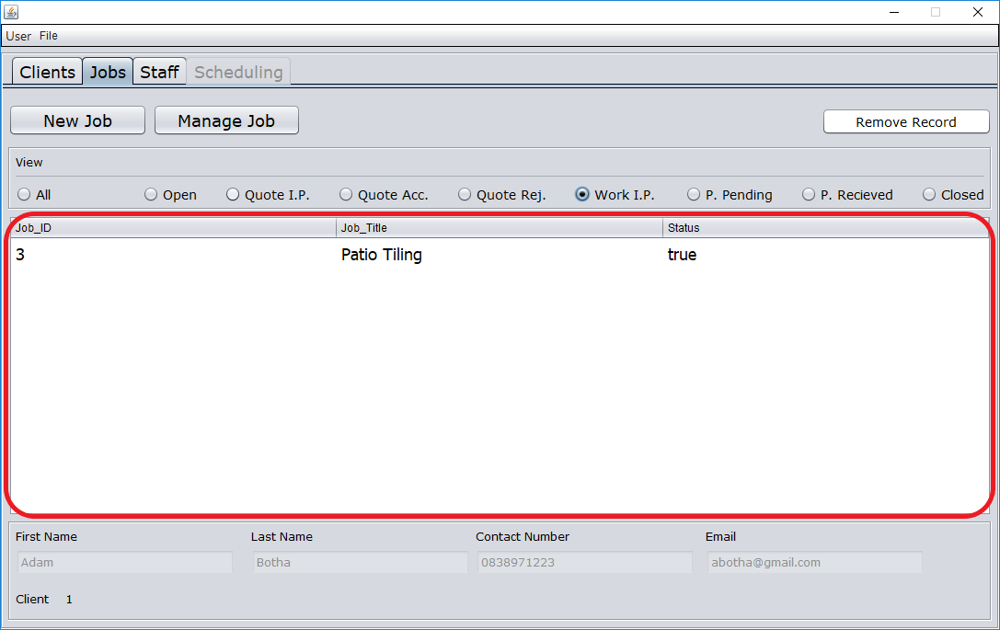 User File
Clients Jobs Staff Scheduling
New Job Manage Job Remove Record
View
All Open Quote I.P. Quote Acc. Quote Rej. Work I.P. P. Pending P. Recieved Closed
Job_ID Job_Title Status
3 Patio Tiling true
First Name Last Name Contact Number Email
Adam Botha 0838971223 abotha@gmail.com
Client 1